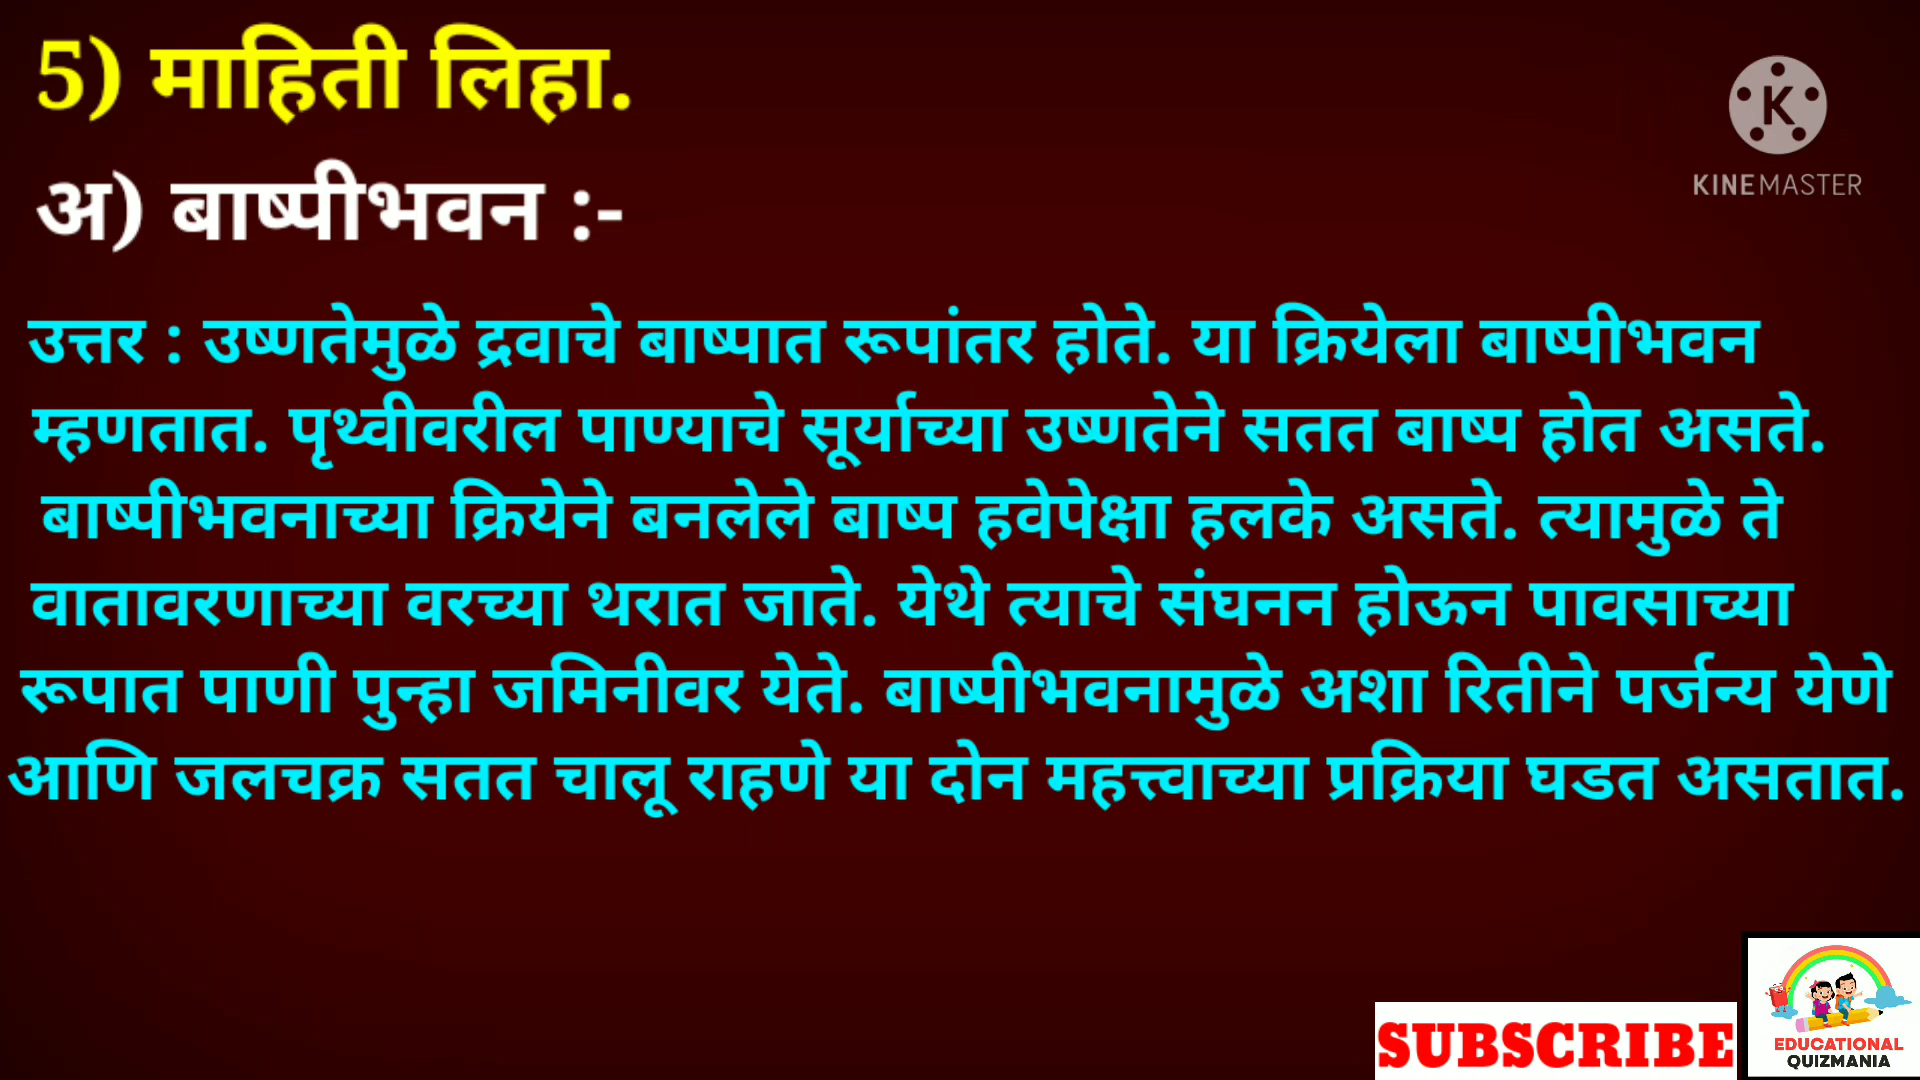 5) माहिती लिहा.
KINEMASTER
अ) बाष्पीभवन :-
उत्तर : उष्णतेमुळे द्रवाचे बाष्पात रूपांतर होते. या क्रियेला बाष्पीभवन
म्हणतात. पृथ्वीवरील पाण्याचे सूर्याच्या उष्णतेने सतत बाष्प होत असते.
बाष्पीभवनाच्या क्रियेने बनलेले बाष्प हवेपेक्षा हलके असते. त्यामुळे ते
वातावरणाच्या वरच्या थरात जाते. येथे त्याचे संघनन होऊन पावसाच्या
रूपात पाणी पुन्हा जमिनीवर येते. बाष्पीभवनामुळे अशा रितीने पर्जन्य येणे
आणि जलचक्र सतत चालू राहणे या दोन महत्त्वाच्या प्रक्रिया घडत असतात.
SUBSCRIBE
EDUCATIONAL
QUIZMANIA